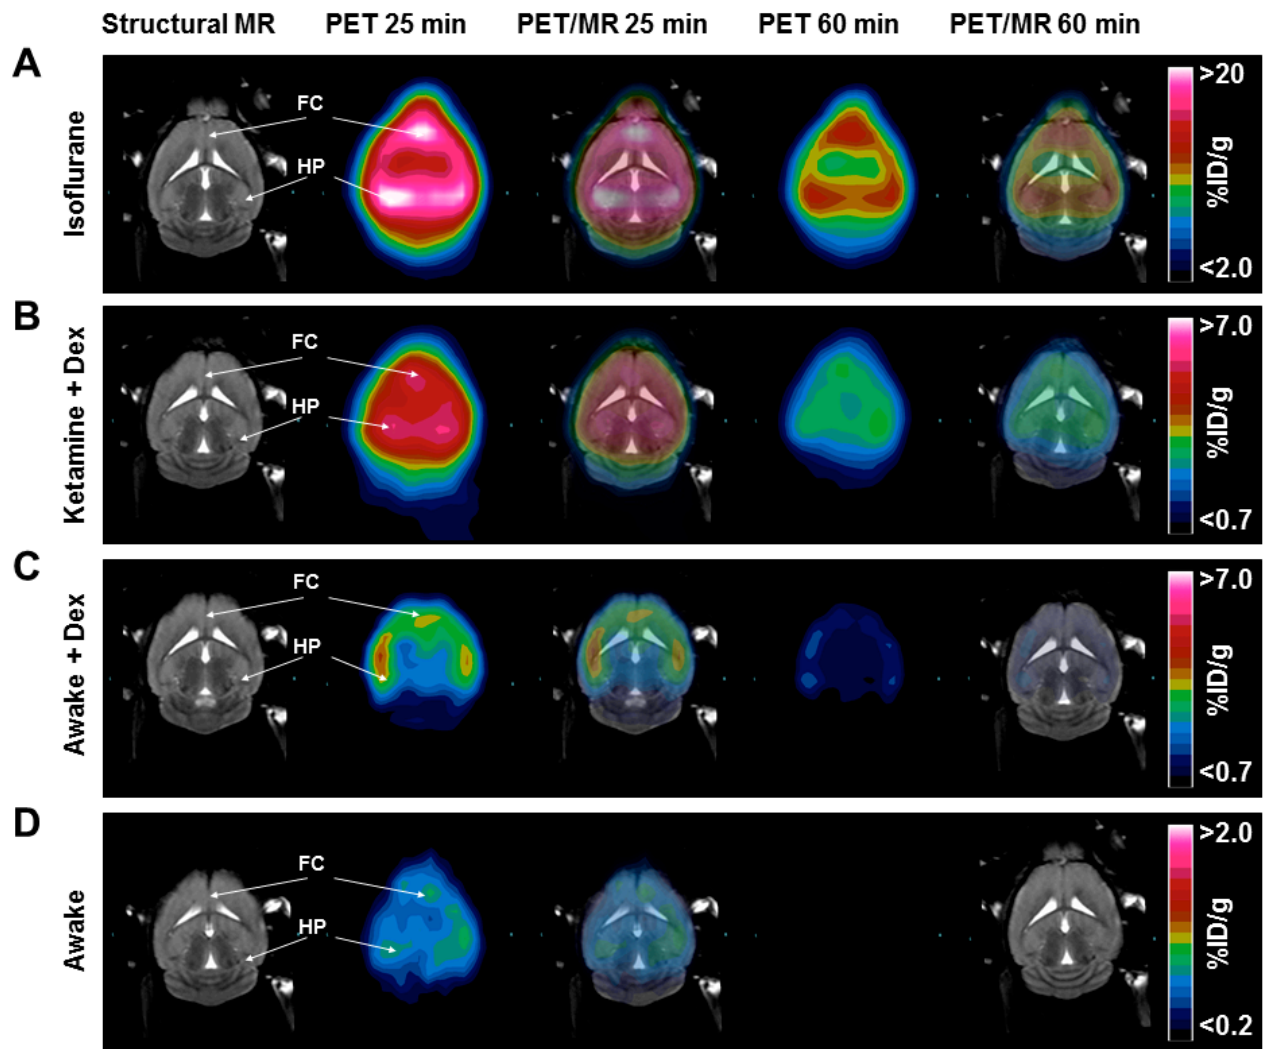 Structural MR PET 25 min PET/MR 25 min PET 60 min PET/MR 60 min
A
Isoflurane
FC
HP
>20
%ID/g
<2.0
B
Ketamine + Dex
FC
HP
>7.0
%ID/g
<0.7
C
Awake + Dex
FC
HP
>7.0
%ID/g
<0.7
D
Awake
FC
HP
>2.0
%ID/g
<0.2